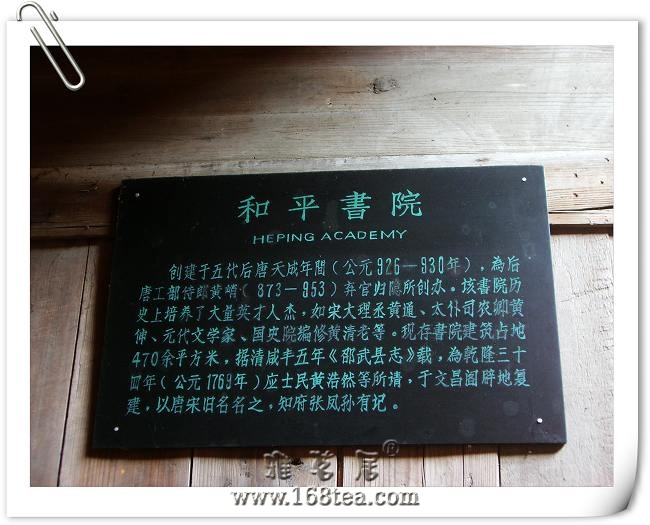 和平書院
HEPING ACADEMY
创建于五代后唐天成年間（公元926－930年），為后
唐工部侍郎黄峭（873－953）弃官归隐所创办。该書院历
史上培养了大量英才人杰，如宋大理丞黄通、太仆司农卿黄
伸、元代文学家、国史院编修黄清老等。现存書院建筑占地
470余平方米，据清咸丰五年《邵武县志》载，為乾隆三十
四年（公元1769年）应士民黄浩然等所请，于文昌阁辟地复
建，以唐宋旧名名之，知府张凤孙有记。
雅茗居®
www.168tea.com